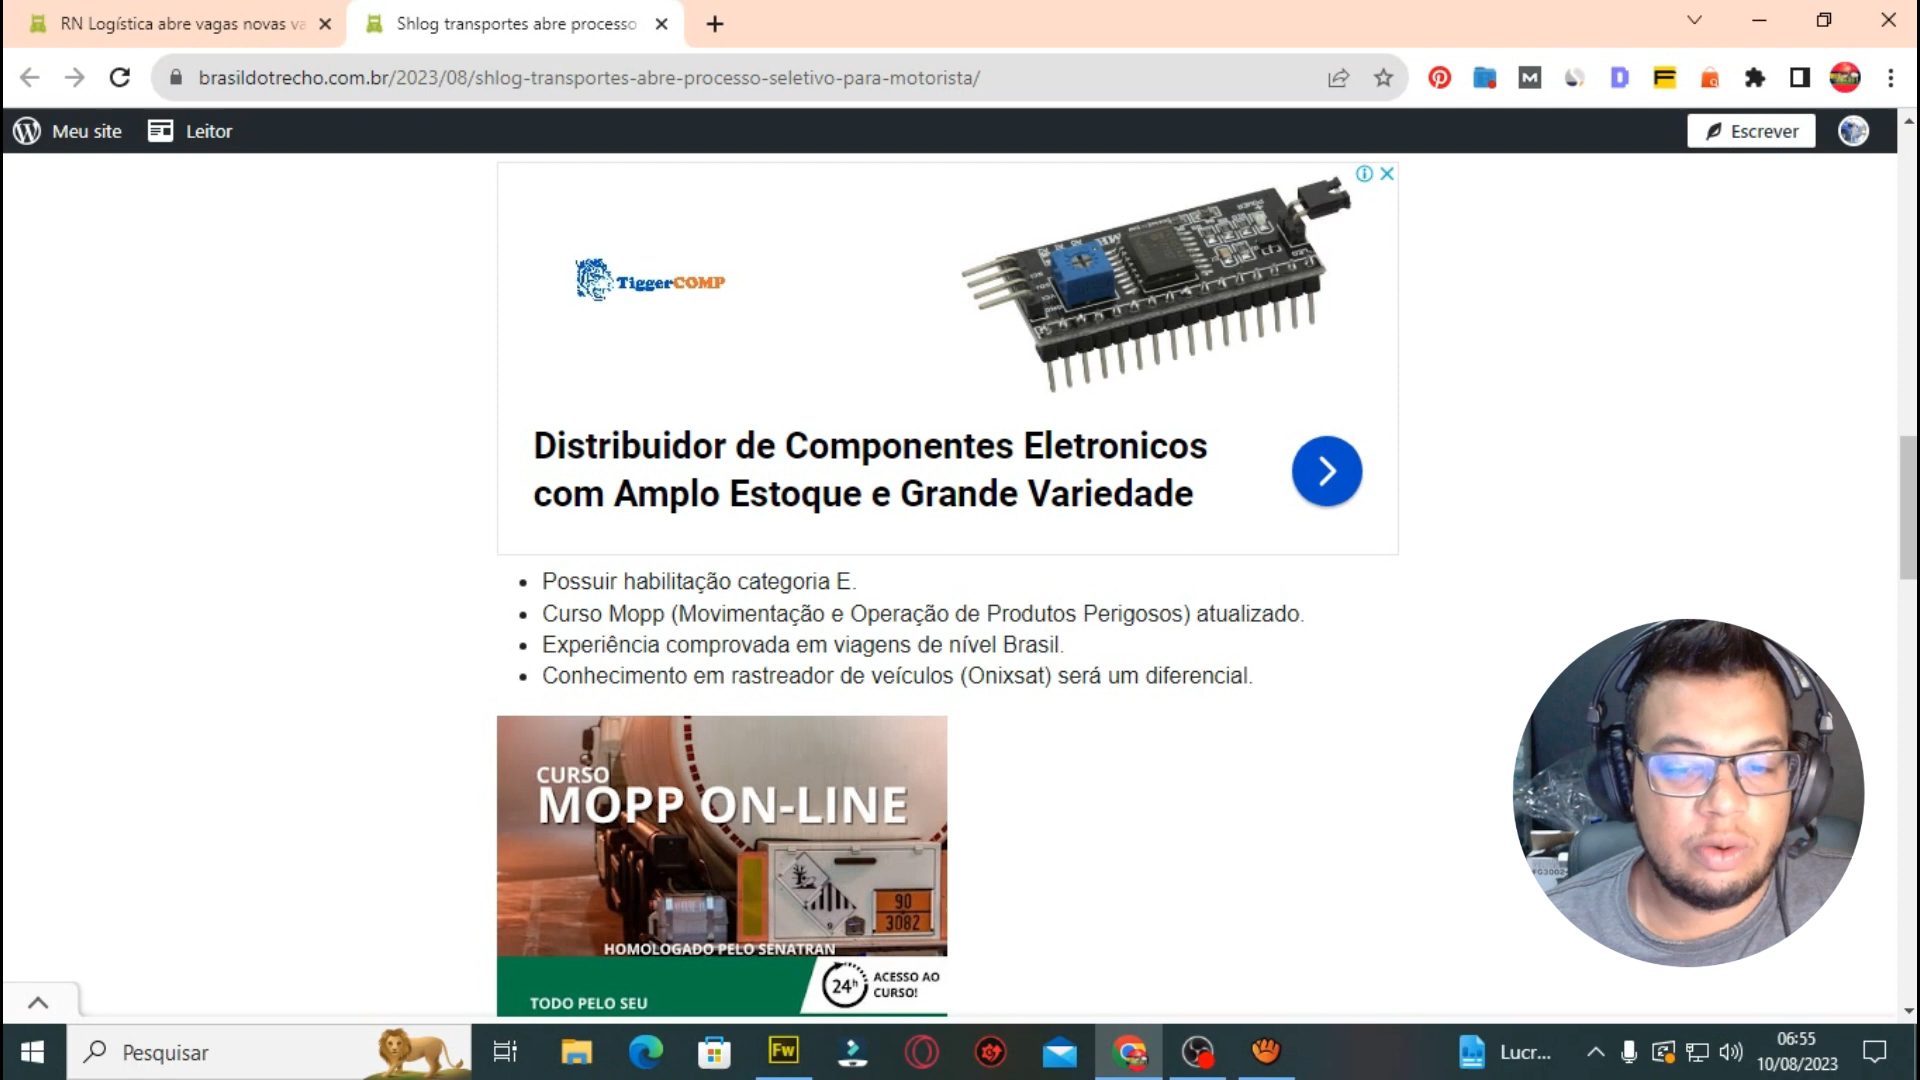 RN Logística abre vagas novas va
Shlog transportes abre processo
brasildotrecho.com.br/2023/08/shlog-transportes-abre-processo-seletivo-para-motorista/
Meu site
Leitor
Escrever
TiggerCOMP
Distribuidor de Componentes Eletronicos
com Amplo Estoque e Grande Variedade
• Possuir habilitação categoria E.
• Curso Mopp (Movimentação e Operação de Produtos Perigosos) atualizado.
• Experiência comprovada em viagens de nível Brasil.
• Conhecimento em rastreador de veículos (Onixsat) será um diferencial.
CURSO
MOPP ON-LINE
90
3082
9
HOMOLOGADO PELO SENATRAN
24h
ACESSO AO
CURSO!
TODO PELO SEU
Pesquisar
Fw
Lucr...
06:55
10/08/2023